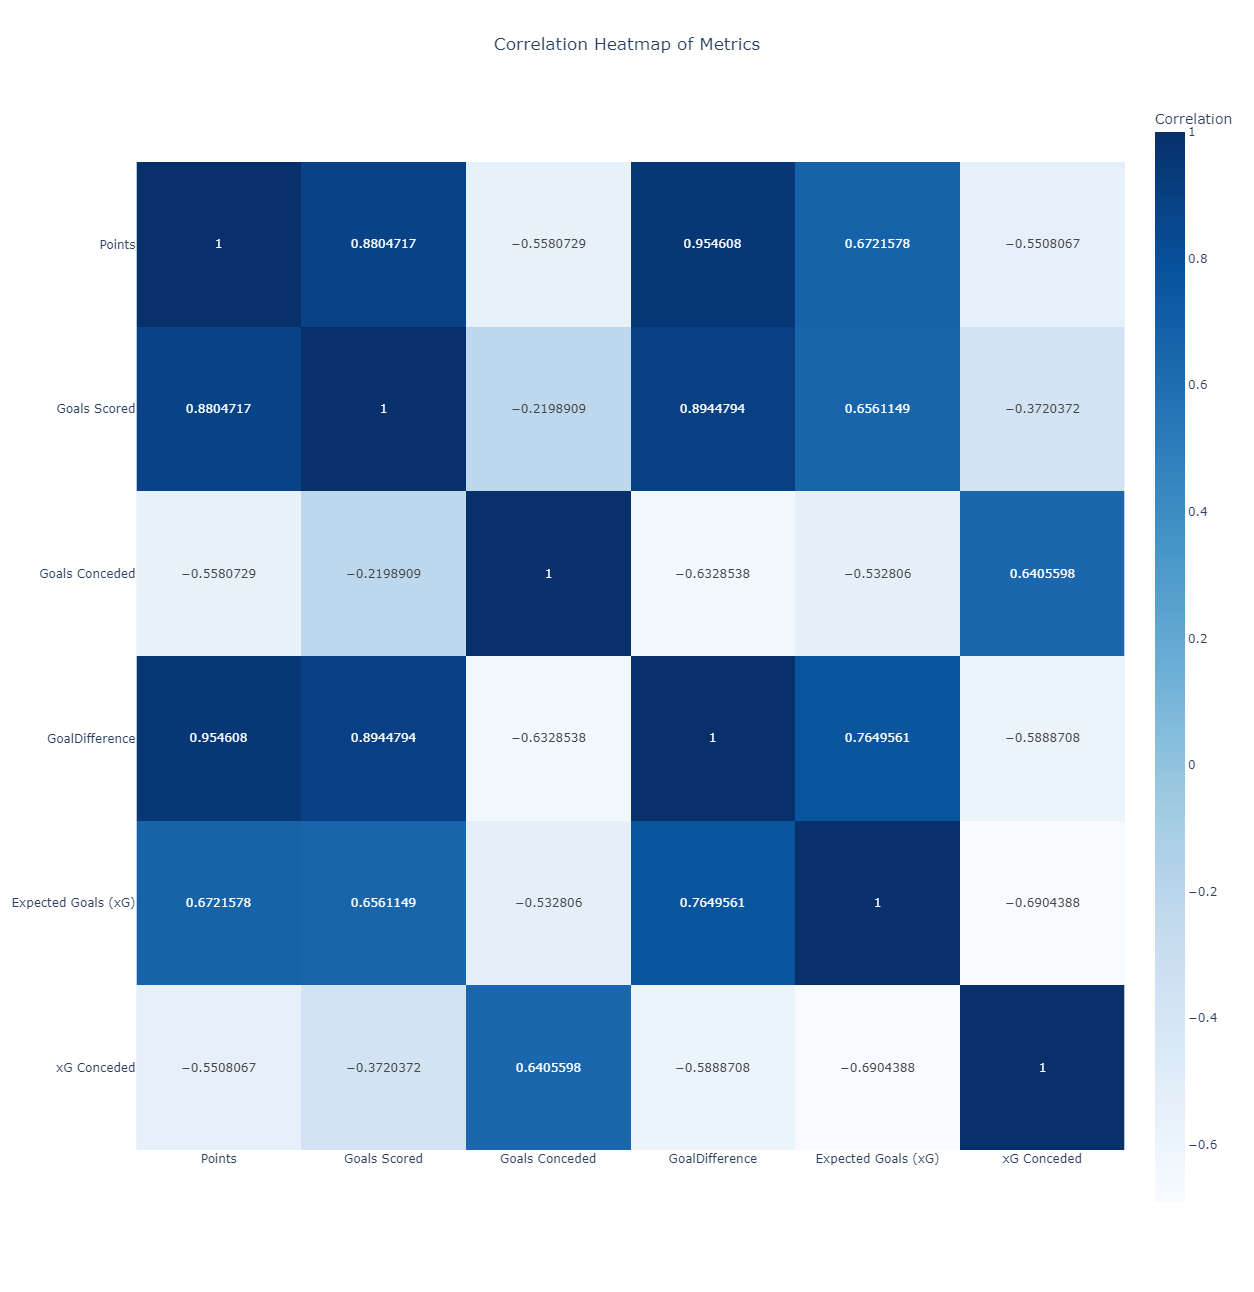 Correlation Heatmap of Metrics
Correlation
1
0.8
0.6
0.4
0.2
0
−0.2
−0.4
−0.6
Points 1 0.8804717 −0.5580729 0.954608 0.6721578 −0.5508067
Goals Scored 0.8804717 1 −0.2198909 0.8944794 0.6561149 −0.3720372
Goals Conceded −0.5580729 −0.2198909 1 −0.6328538 −0.532806 0.6405598
GoalDifference 0.954608 0.8944794 −0.6328538 1 0.7649561 −0.5888708
Expected Goals (xG) 0.6721578 0.6561149 −0.532806 0.7649561 1 −0.6904388
xG Conceded −0.5508067 −0.3720372 0.6405598 −0.5888708 −0.6904388 1
Points Goals Scored Goals Conceded GoalDifference Expected Goals (xG) xG Conceded